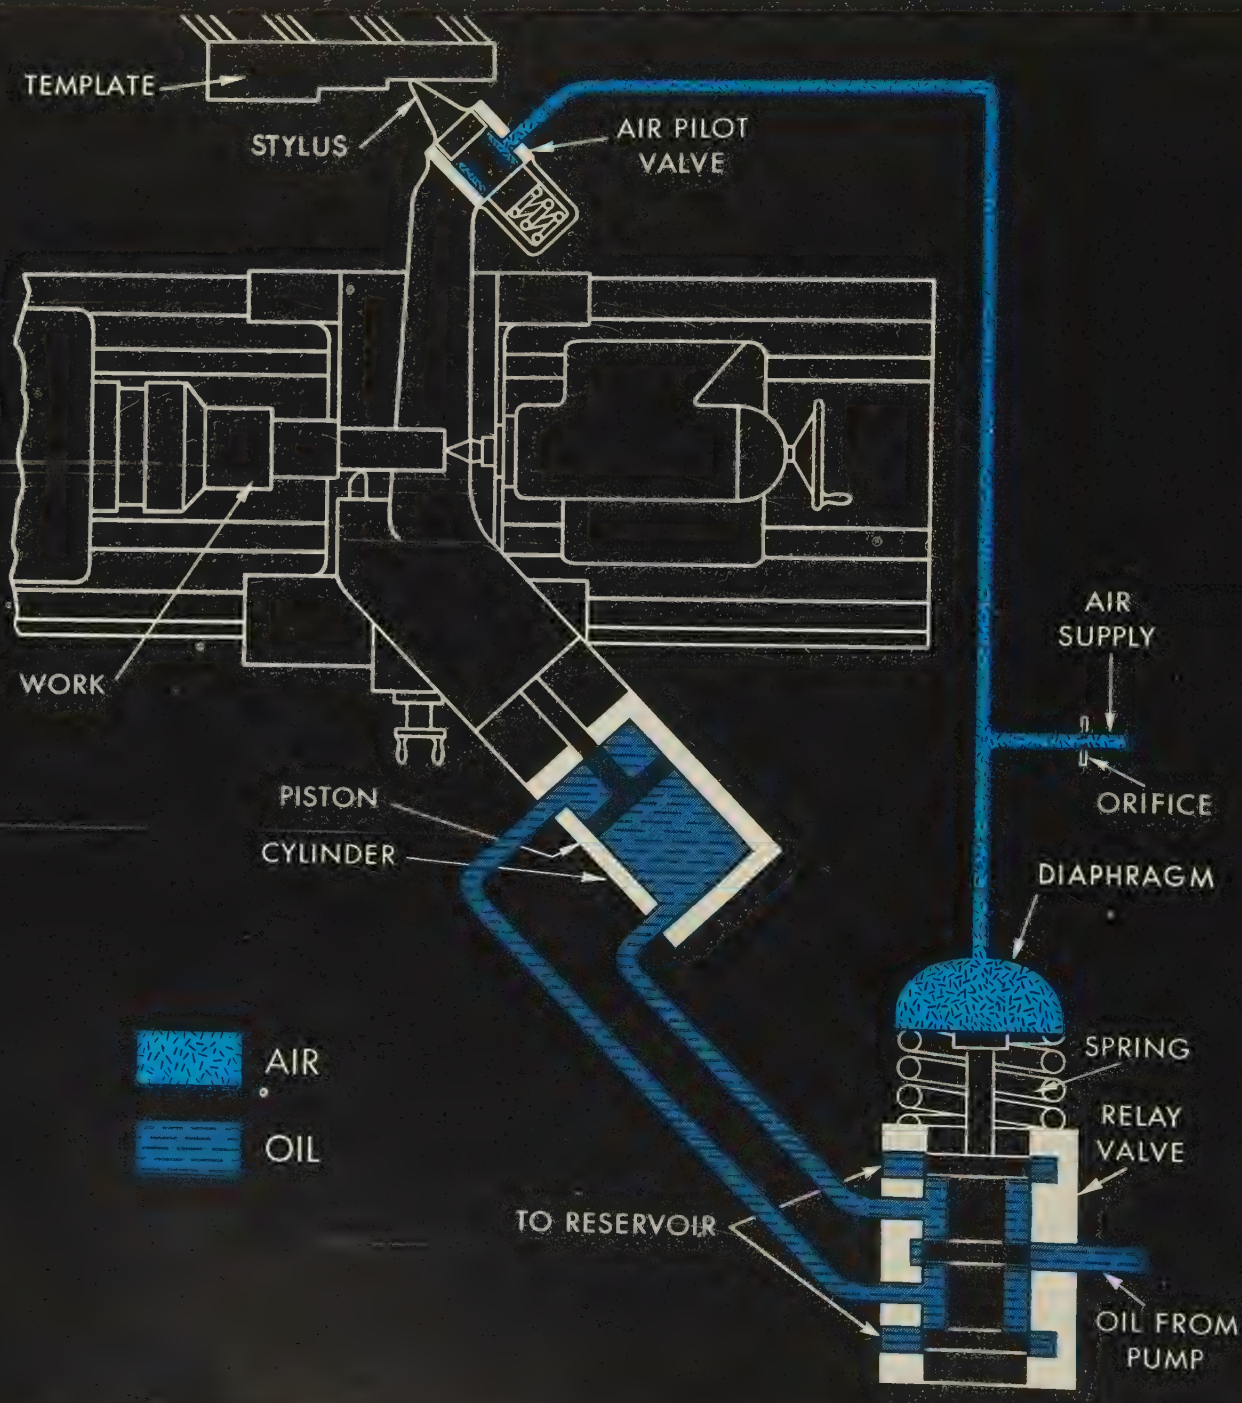 TEMPLATE
STYLUS
AIR PILOT
VALVE
WORK
AIR
SUPPLY
ORIFICE
PISTON
CYLINDER
DIAPHRAGM
SPRING
RELAY
VALVE
AIR
OIL
TO RESERVOIR
OIL FROM
PUMP